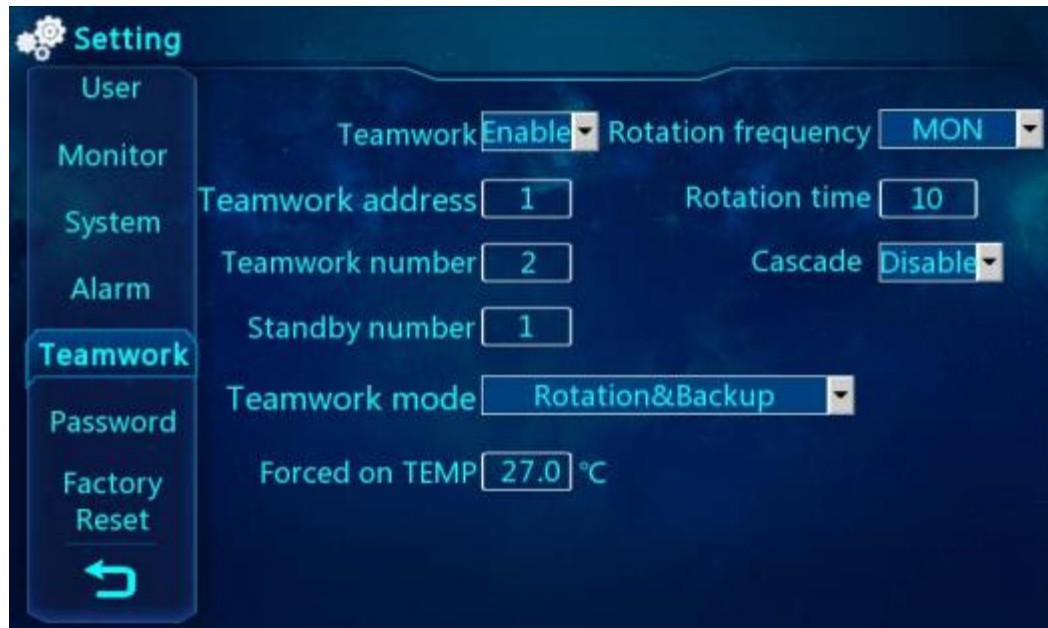 Setting
User
Monitor
System
Alarm
Teamwork
Password
Factory
Reset
Teamwork Enable Rotation frequency MON
Teamwork address 1 Rotation time 10
Teamwork number 2 Cascade Disable
Standby number 1
Teamwork mode Rotation&Backup
Forced on TEMP 27.0 °C